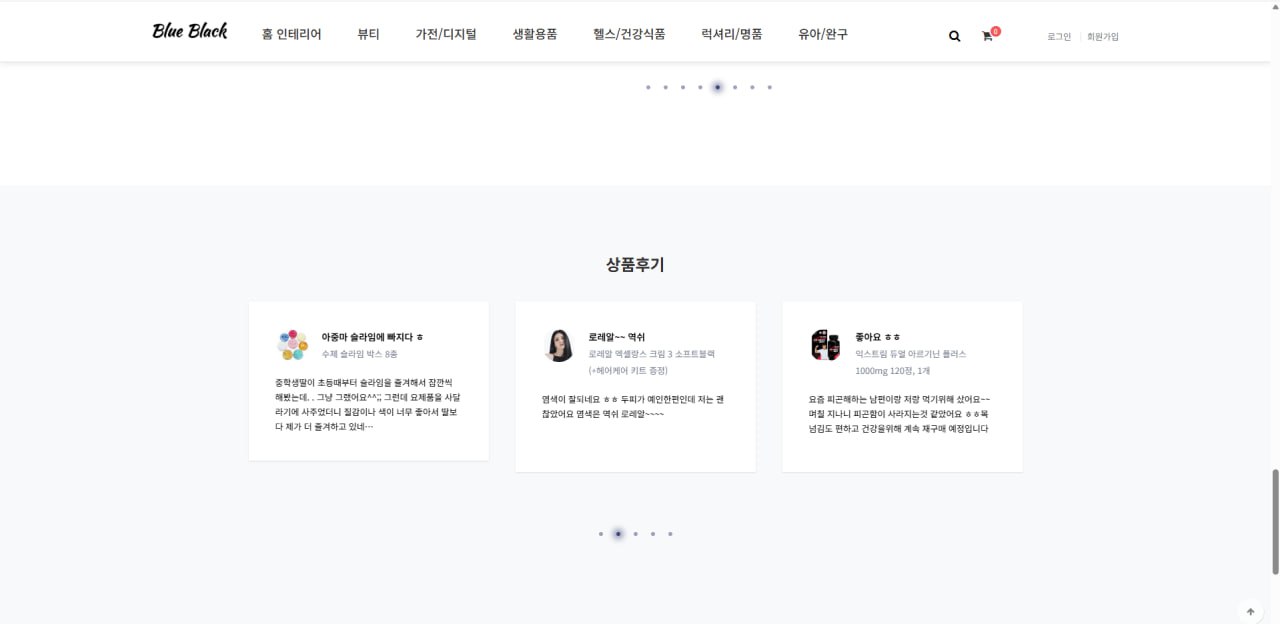 Blue Black
홈 인테리어
뷰티
가전/디지털
생활용품
헬스/건강식품
럭셔리/명품
유아/완구
0
로그인
회원가입
상품후기
아줌마 슬라임에 빠지다 ㅎ
수제 슬라임 박스 8춈
중학생딸이 초등때부터 슬라임을 즐겨해서 잠깐씩
해봤는데. . 그냥 그랬어요^^;; 그런데 요제품을 사달
라기에 사주었더니 질감이나 색이 너무 좋아서 딸보
다 제가 더 즐겨하고 있네…
로레알~~ 역쉬
로레알 엑셀랑스 크림 3 소프트블랙
(+헤어케어 키트 증정)
염색이 잘되네요 ㅎㅎ 두피가 예민한편인데 저는 괜
찮았어요 염색은 역쉬 로레알~~~~
좋아요 ㅎㅎ
익스트림 듀얼 아르기닌 플러스
1000mg 120정, 1개
요즘 피곤해하는 남편이랑 저랑 먹기위해 샀어요~~
며칠 지나니 피곤함이 사라지는것 같았어요 ㅎㅎ목
넘김도 편하고 건강을위해 계속 재구매 예정입니다